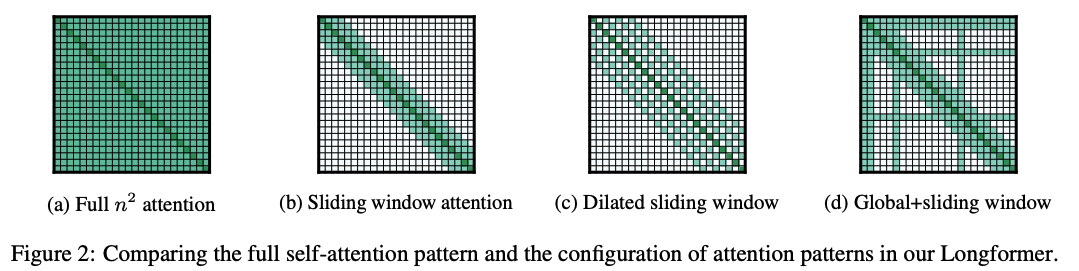 (a) Full n² attention
(b) Sliding window attention
(c) Dilated sliding window
(d) Global+sliding window
Figure 2: Comparing the full self-attention pattern and the configuration of attention patterns in our Longformer.